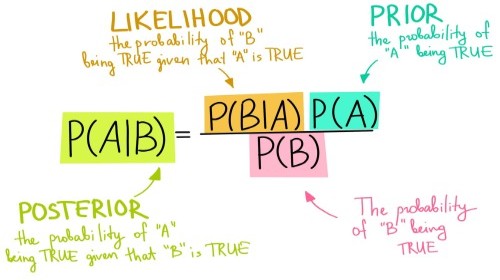 LIKELIHOOD
the probability of "B"
being TRUE given that "A" is TRUE
PRIOR
the probability of
"A" being TRUE
P(A|B) = P(B|A) P(A)
P(B)
POSTERIOR
the probability of "A"
being TRUE given that "B" is TRUE
The probability
of "B" being
TRUE